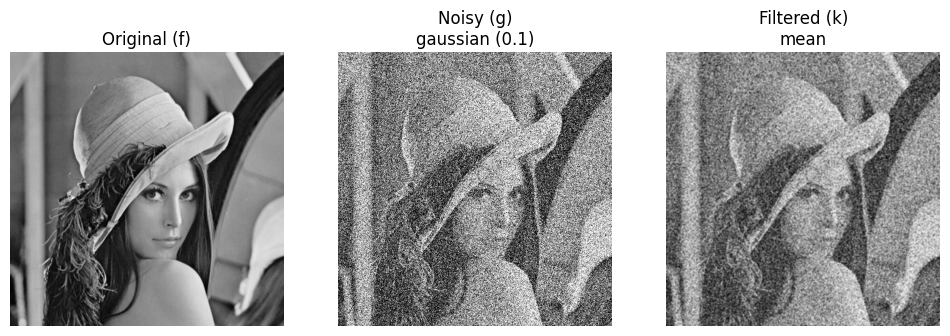 Original (f)
Noisy (g)
gaussian (0.1)
Filtered (k)
mean